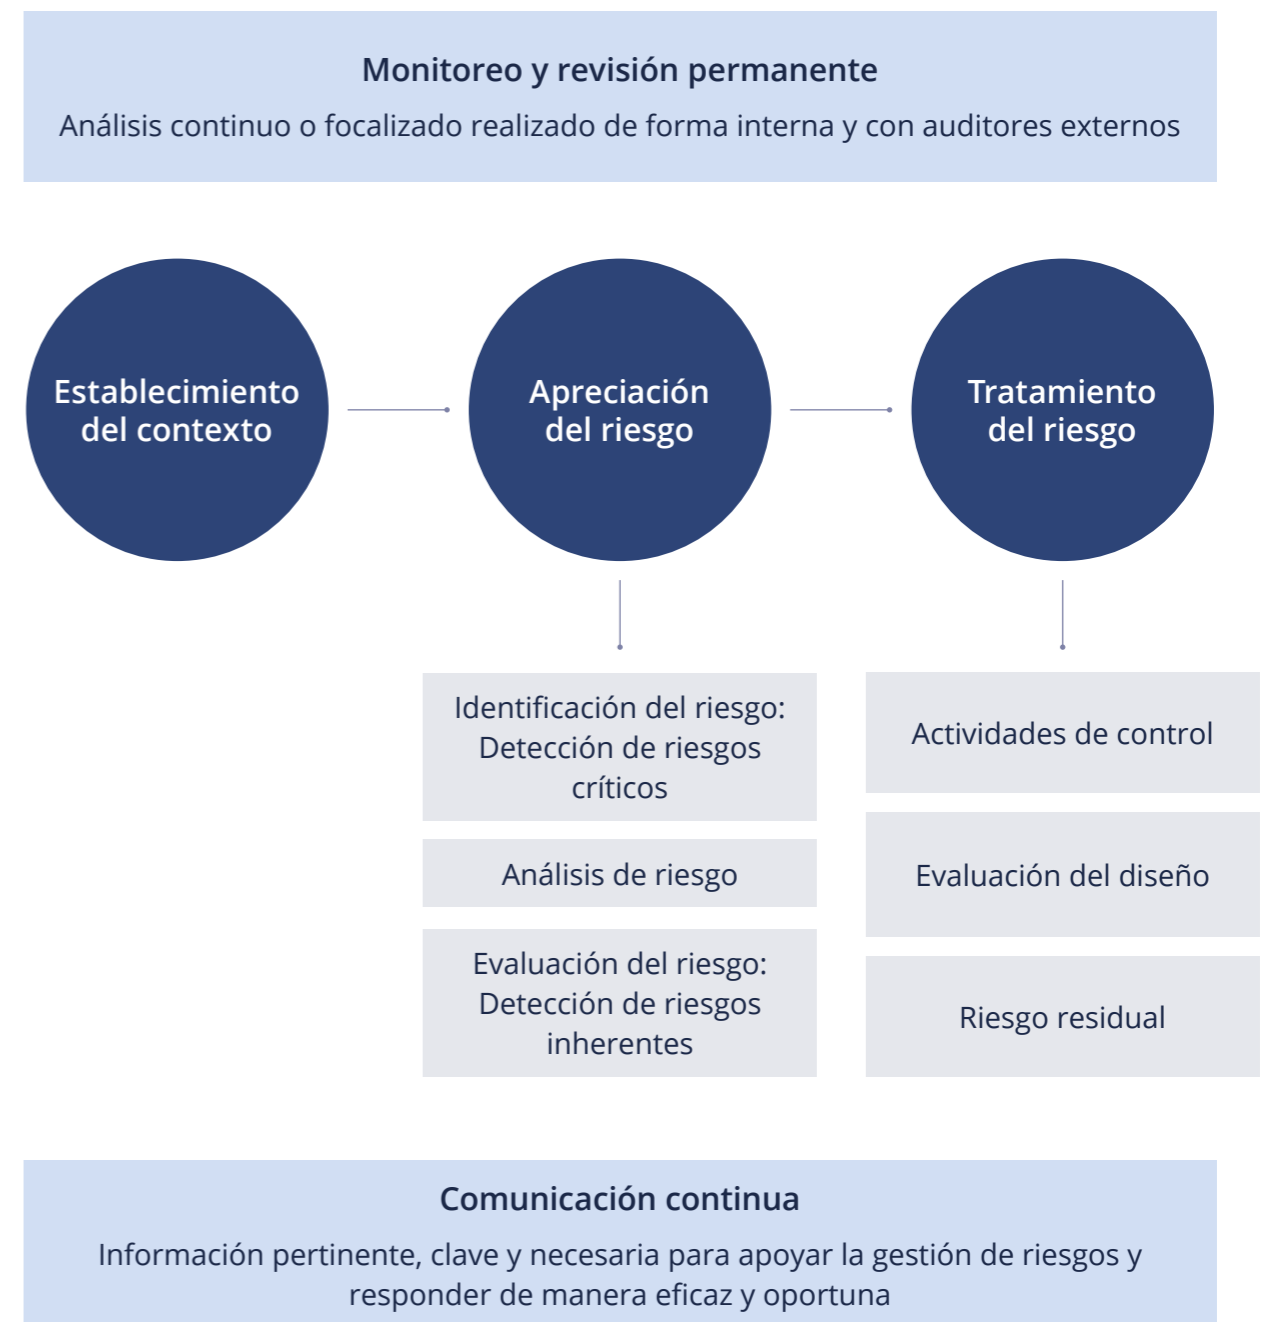 Monitoreo y revisión permanente
Análisis continuo o focalizado realizado de forma interna y con auditores externos
Establecimiento
del contexto
Apreciación
del riesgo
Tratamiento
del riesgo
Identificación del riesgo:
Detección de riesgos
críticos
Análisis de riesgo
Evaluación del riesgo:
Detección de riesgos
inherentes
Actividades de control
Evaluación del diseño
Riesgo residual
Comunicación continua
Información pertinente, clave y necesaria para apoyar la gestión de riesgos y
responder de manera eficaz y oportuna